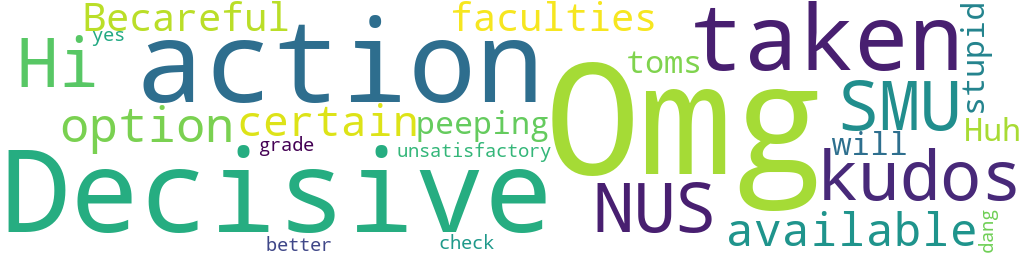 Becareful
faculties
taken
stupid
yes
Hi
action
toms
Omg
SMU
option
certain
peeping
Huh
will
grade
unsatisfactory
Decisive
kudos
NUS
available
dang
better
check